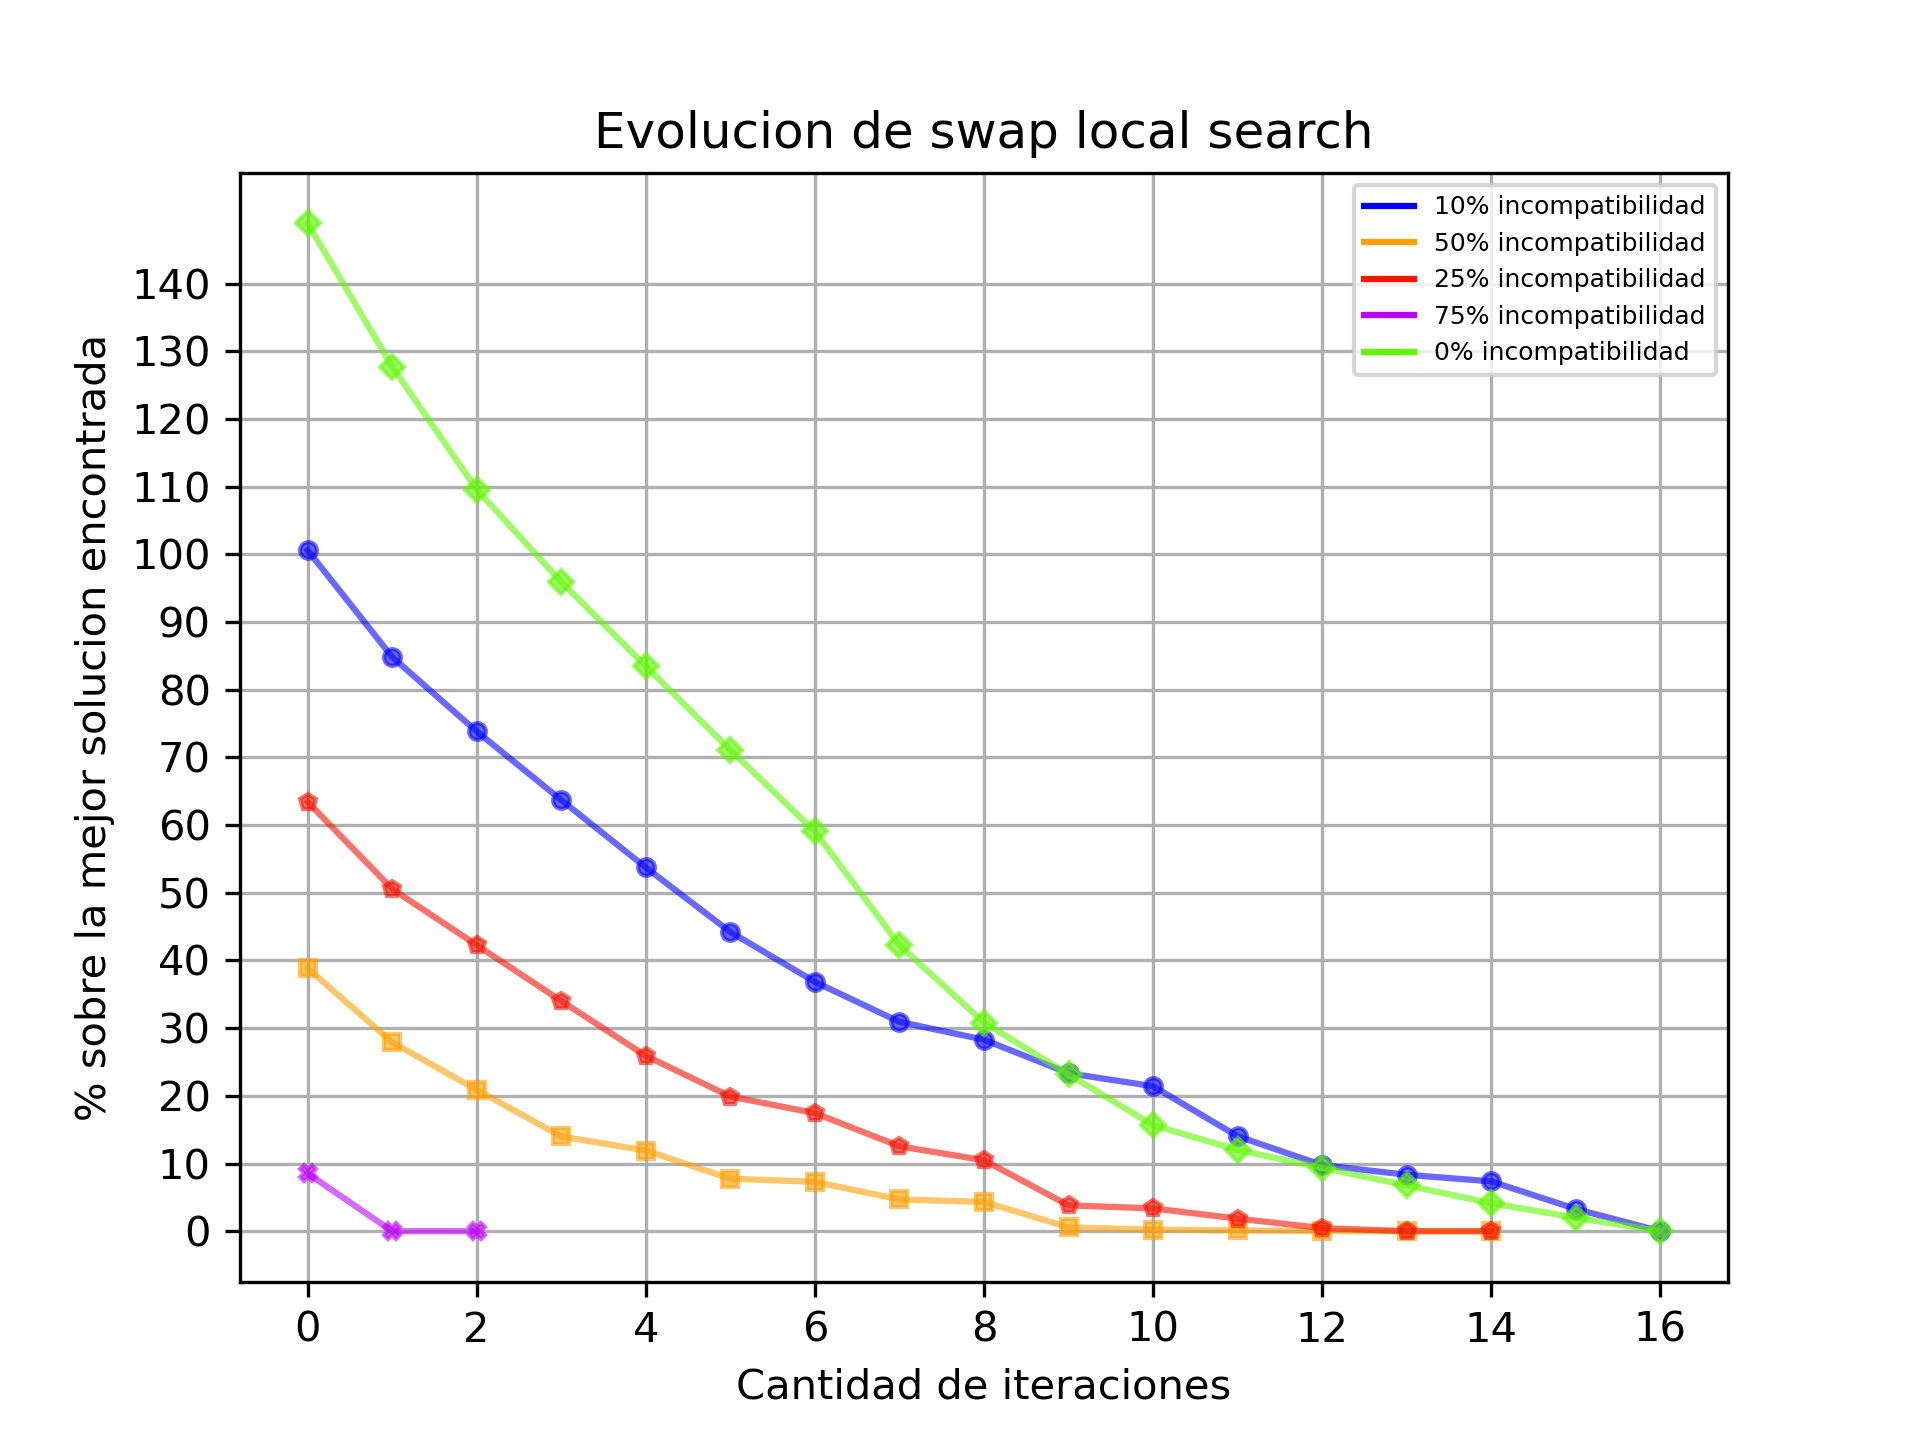 Evolucion de swap local search
10% incompatibilidad
50% incompatibilidad
25% incompatibilidad
75% incompatibilidad
0% incompatibilidad
% sobre la mejor solucion encontrada
140
130
120
110
100
90
80
70
60
50
40
30
20
10
0
0 2 4 6 8 10 12 14 16
Cantidad de iteraciones